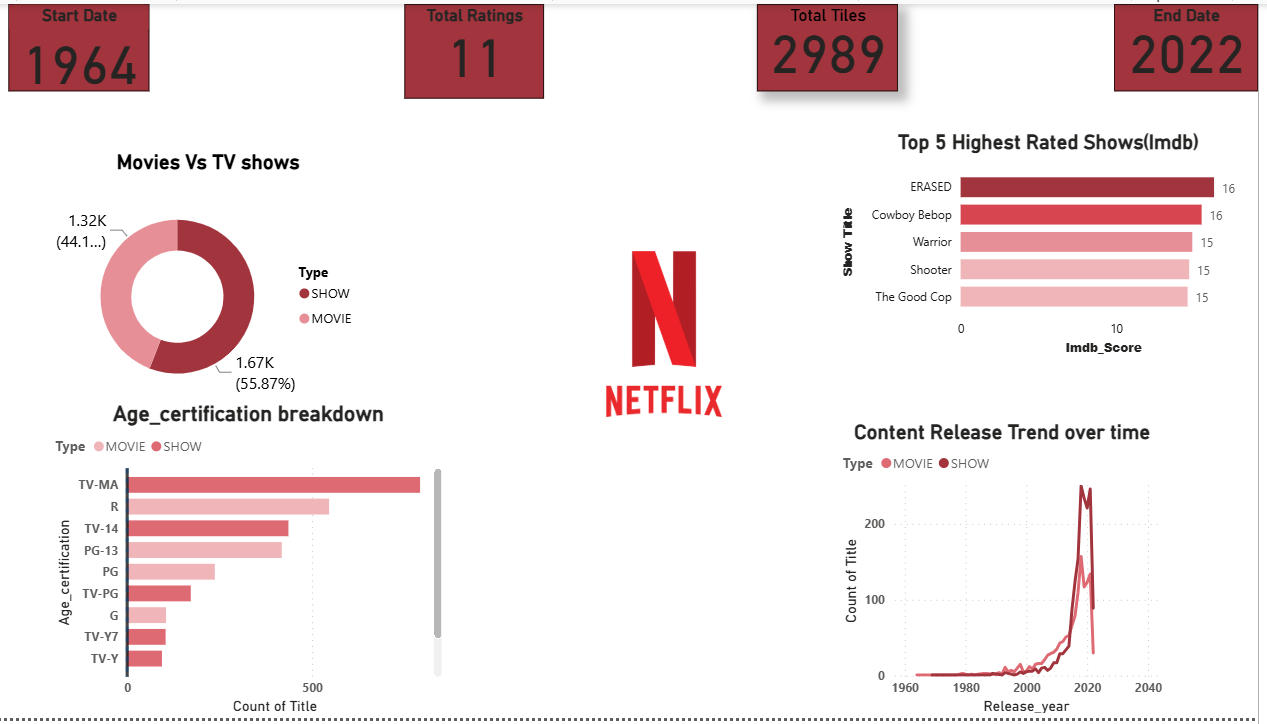 Start Date
1964
Total Ratings
11
Total Tiles
2989
End Date
2022
Movies Vs TV shows
1.32K
(44.1...)
1.67K
(55.87%)
Type
SHOW
MOVIE
Top 5 Highest Rated Shows(Imdb)
Show Title
ERASED 16
Cowboy Bebop 16
Warrior 15
Shooter 15
The Good Cop 15
0 10
Imdb_Score
NETFLIX
Age_certification breakdown
Type MOVIE SHOW
Age_certification
TV-MA
R
TV-14
PG-13
PG
TV-PG
G
TV-Y7
TV-Y
0 500
Count of Title
Content Release Trend over time
Type MOVIE SHOW
Count of Title
200
100
0
1960 1980 2000 2020 2040
Release_year